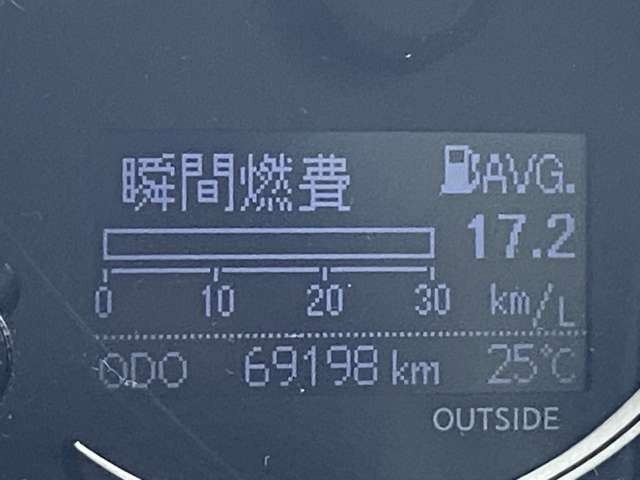 瞬間燃費 AVG.
17.2
0 10 20 30 km/L
ODO 69198 km 25℃
OUTSIDE